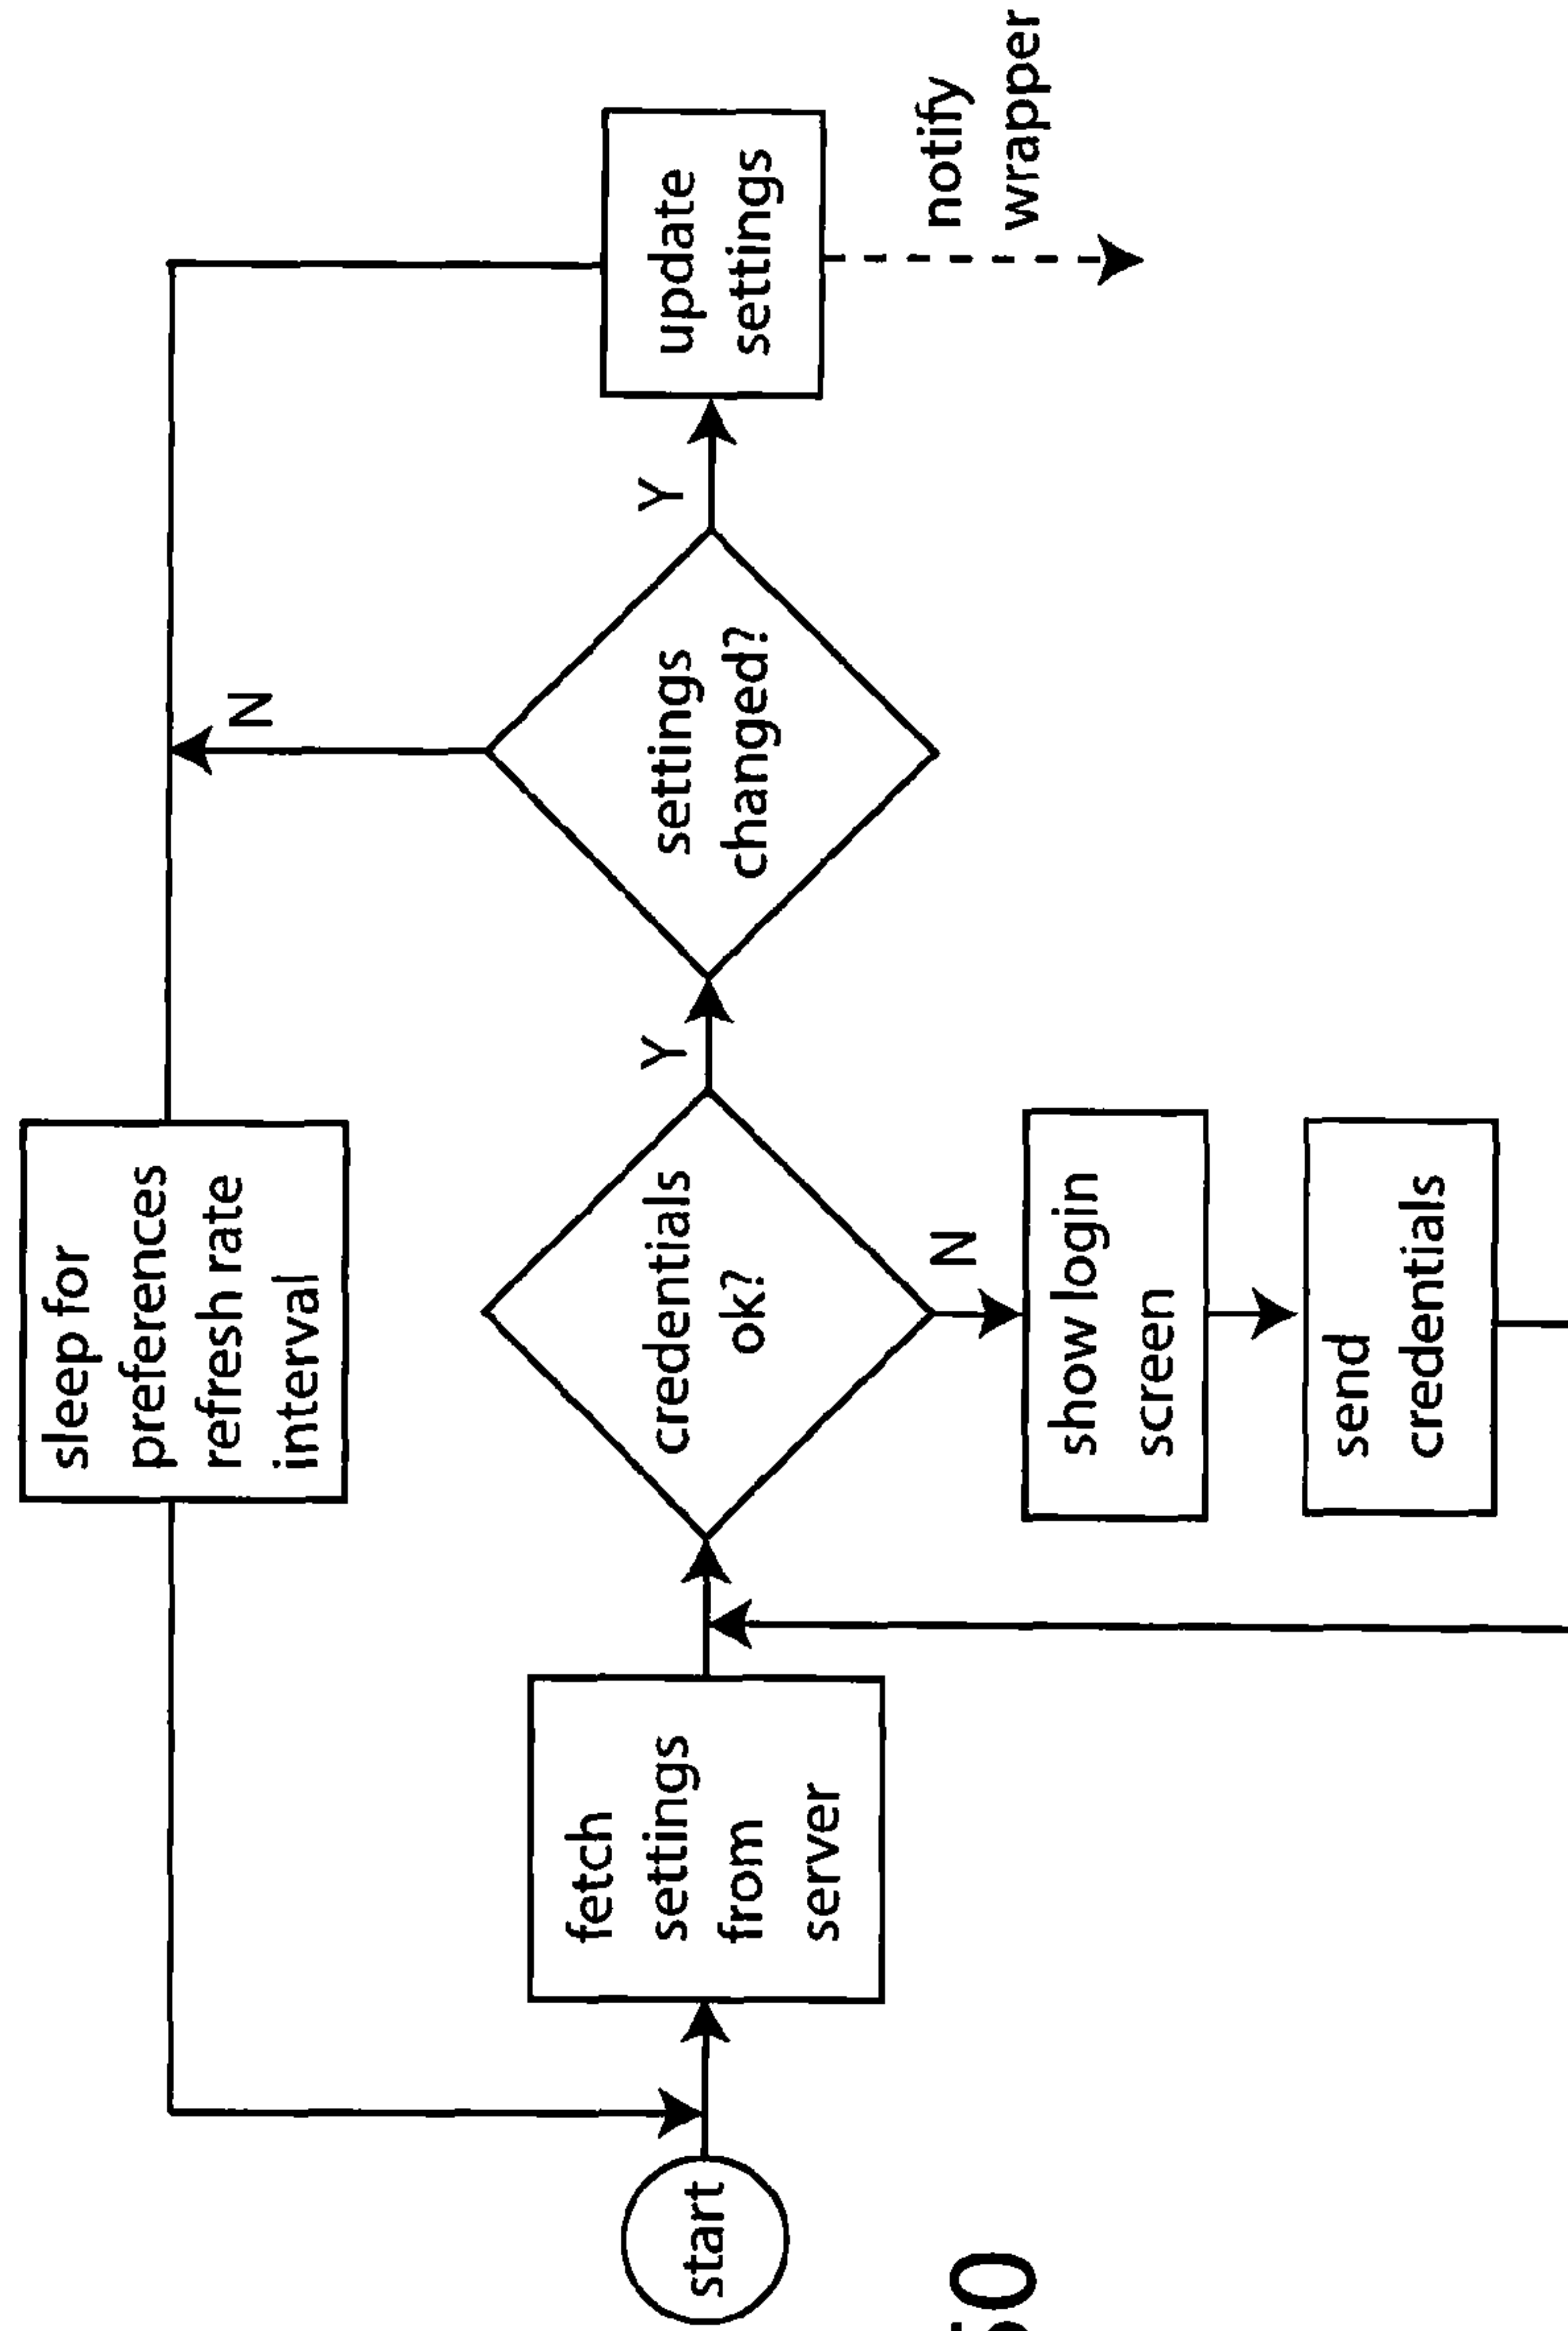 sleep for
preferences
refresh rate
interval
N
start
fetch
settings
from
server
credentials
ok?
Y
settings
changed?
Y
update
settings
N
show login
screen
send
credentials
notify
wrapper